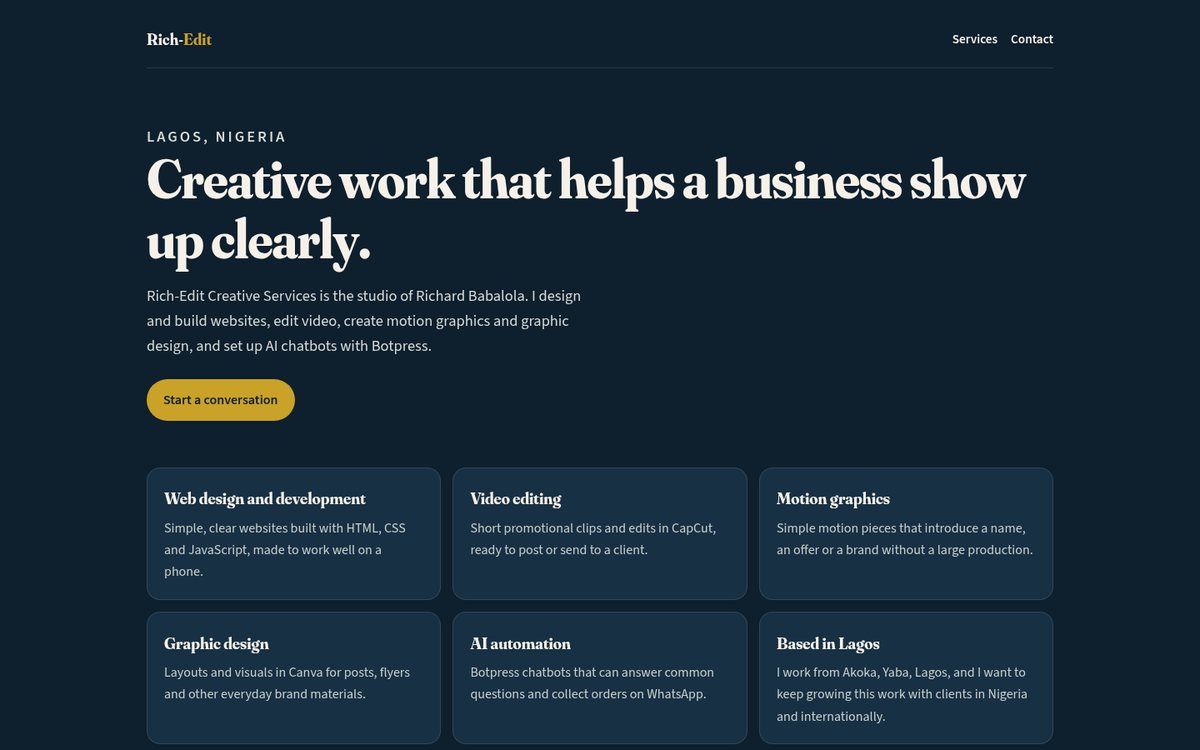 Rich-Edit
Services Contact
LAGOS, NIGERIA
Creative work that helps a business show
up clearly.
Rich-Edit Creative Services is the studio of Richard Babalola. I design
and build websites, edit video, create motion graphics and graphic
design, and set up AI chatbots with Botpress.
Start a conversation
Web design and development
Simple, clear websites built with HTML, CSS
and JavaScript, made to work well on a
phone.
Video editing
Short promotional clips and edits in CapCut,
ready to post or send to a client.
Motion graphics
Simple motion pieces that introduce a name,
an offer or a brand without a large production.
Graphic design
Layouts and visuals in Canva for posts, flyers
and other everyday brand materials.
AI automation
Botpress chatbots that can answer common
questions and collect orders on WhatsApp.
Based in Lagos
I work from Akoka, Yaba, Lagos, and I want to
keep growing this work with clients in Nigeria
and internationally.